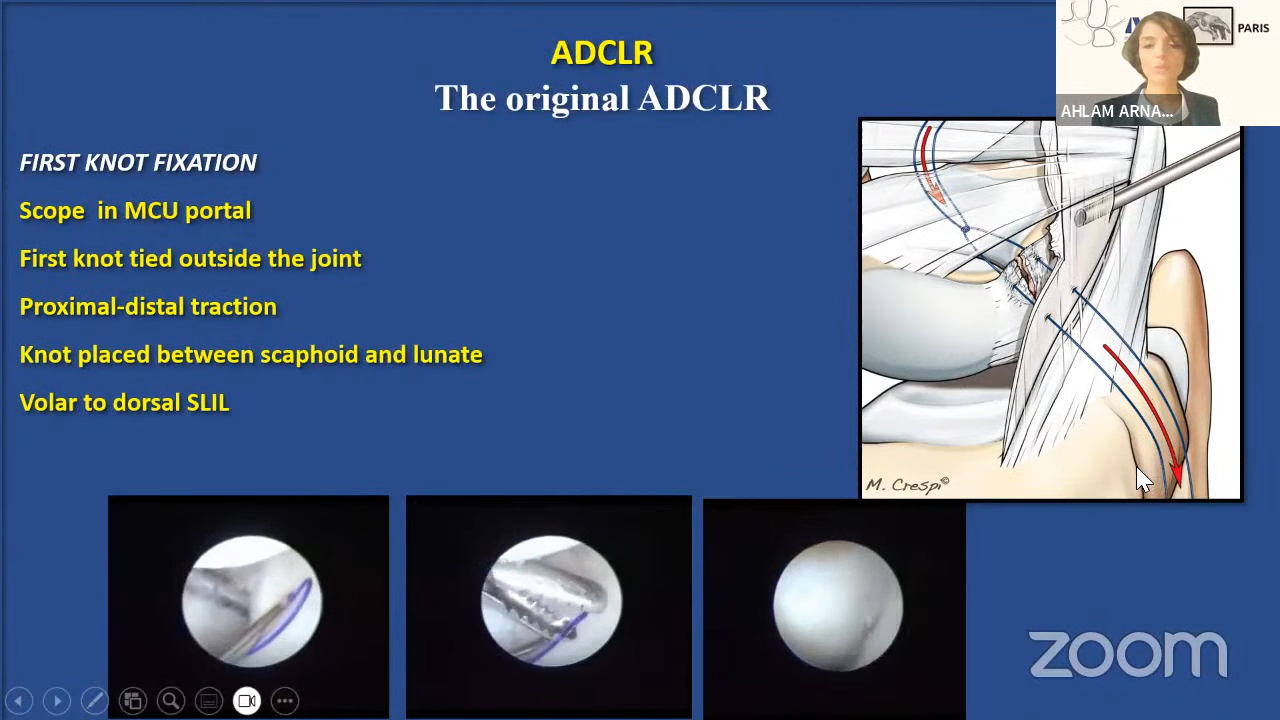 ADCLR
The original ADCLR
PARIS
AHLAM ARNA...
FIRST KNOT FIXATION
Scope in MCU portal
First knot tied outside the joint
Proximal-distal traction
Knot placed between scaphoid and lunate
Volar to dorsal SLIL
M. Crespi©
zoom